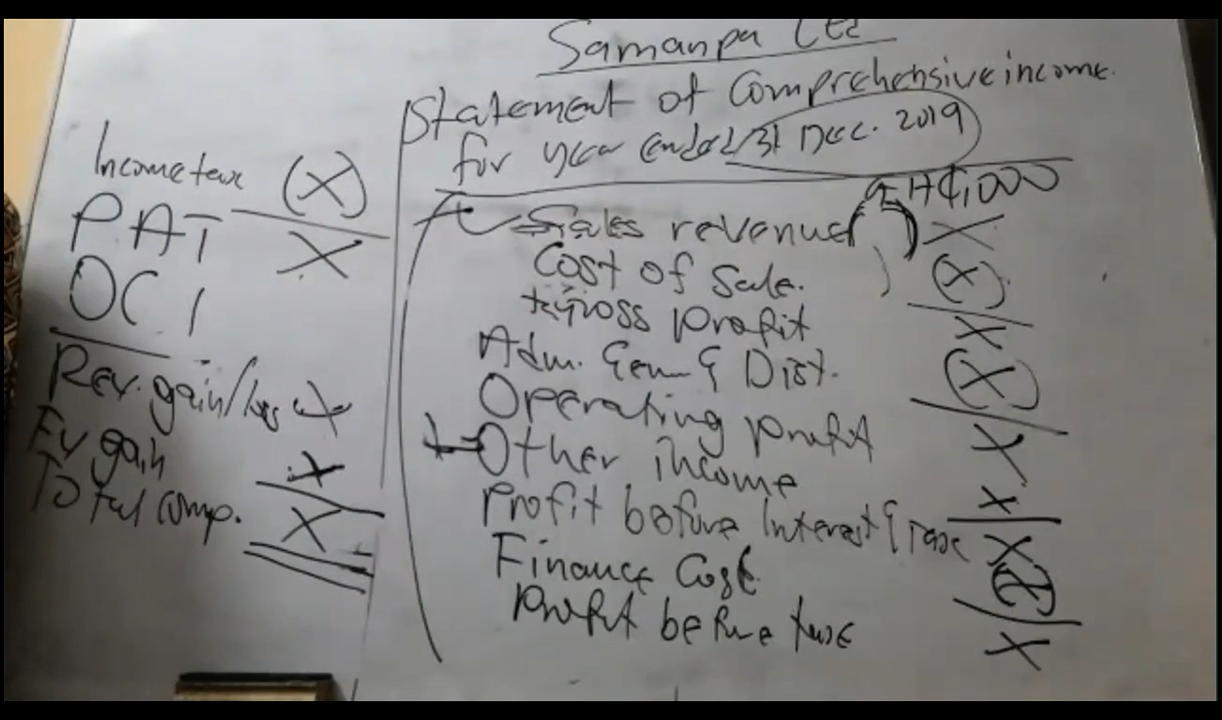 Samanpa Ltd
Statement of Comprehensive income
for year ended 31 Dec. 2019
GH¢,000
Sales revenue X
Cost of Sale. (X)
Gross profit X
Adm. Gen & Dist. (X)
Operating profit X
Other income X
Profit before Interest & Tax X
Finance Cost (X)
Profit before tax X
Income tax (X)
PAT X
OCI
Rev. gain/loss X
FV gain X
Total Comp. X